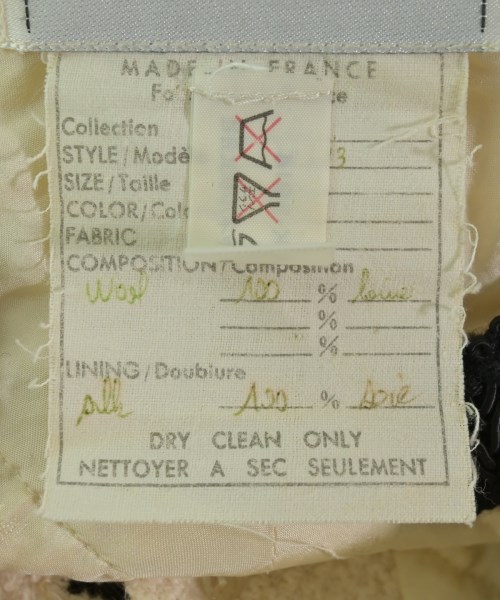 MADE IN FRANCE
Collection
STYLE/Modè 3
SIZE/Taille
COLOR/Col
FABRIC
COMPOSITION/Composition
Wool 100 % laine
%
%
LINING/Doublure
silk 100 % soie
DRY CLEAN ONLY
NETTOYER A SEC SEULEMENT